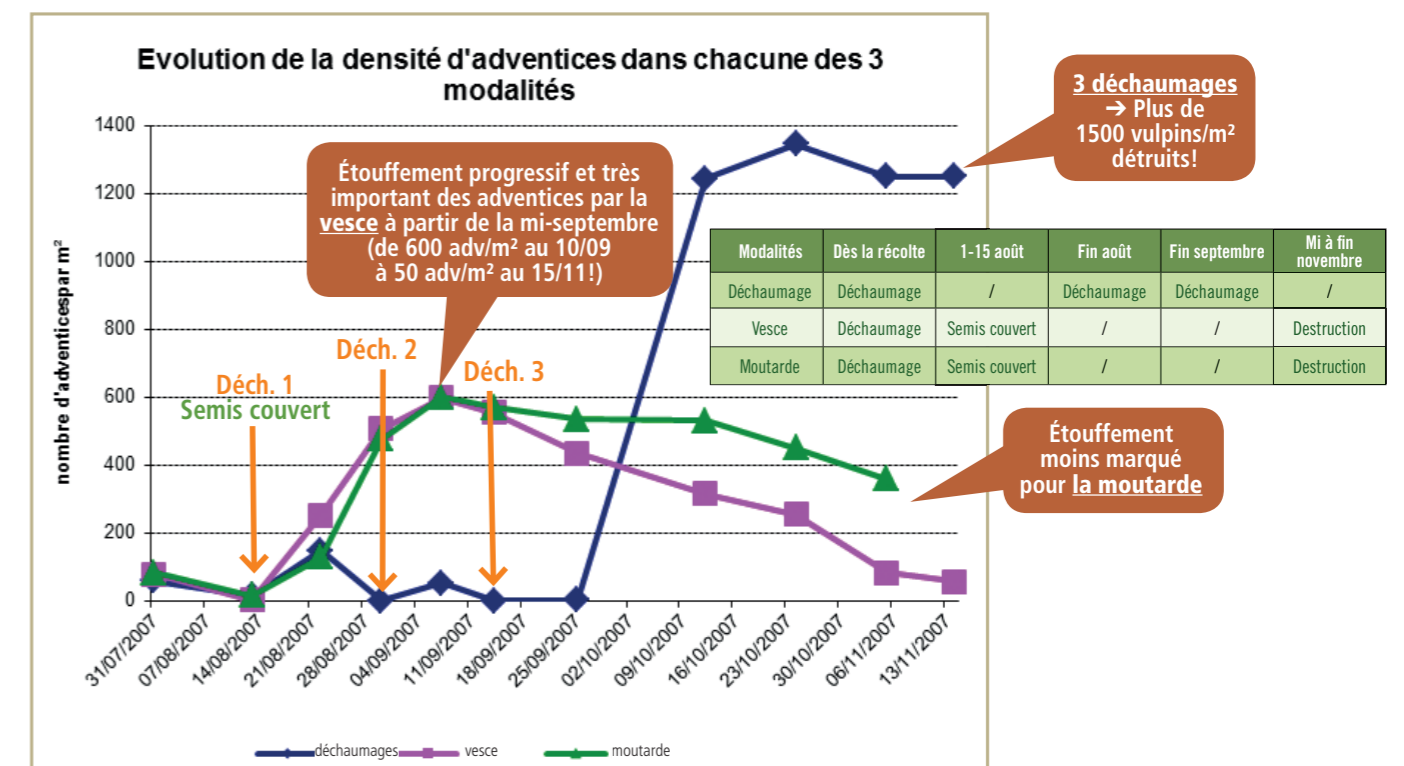 Evolution de la densité d'adventices dans chacune des 3
modalités
nombre d'adventicespar m²
1400
1200
1000
800
600
400
200
0
Étouffement progressif et très
important des adventices par la
vesce à partir de la mi-septembre
(de 600 adv/m² au 10/09
à 50 adv/m² au 15/11!)
3 déchaumages
➔ Plus de
1500 vulpins/m²
détruits!
Modalités Dès la récolte 1-15 août Fin août Fin septembre Mi à fin novembre
Déchaumage Déchaumage / Déchaumage Déchaumage /
Vesce Déchaumage Semis couvert / / Destruction
Moutarde Déchaumage Semis couvert / / Destruction
Déch. 1
Semis couvert
Déch. 2
Déch. 3
Étouffement
moins marqué
pour la moutarde
31/07/2007
07/08/2007
14/08/2007
21/08/2007
28/08/2007
04/09/2007
11/09/2007
18/09/2007
25/09/2007
02/10/2007
09/10/2007
16/10/2007
23/10/2007
30/10/2007
06/11/2007
13/11/2007
déchaumages vesce moutarde